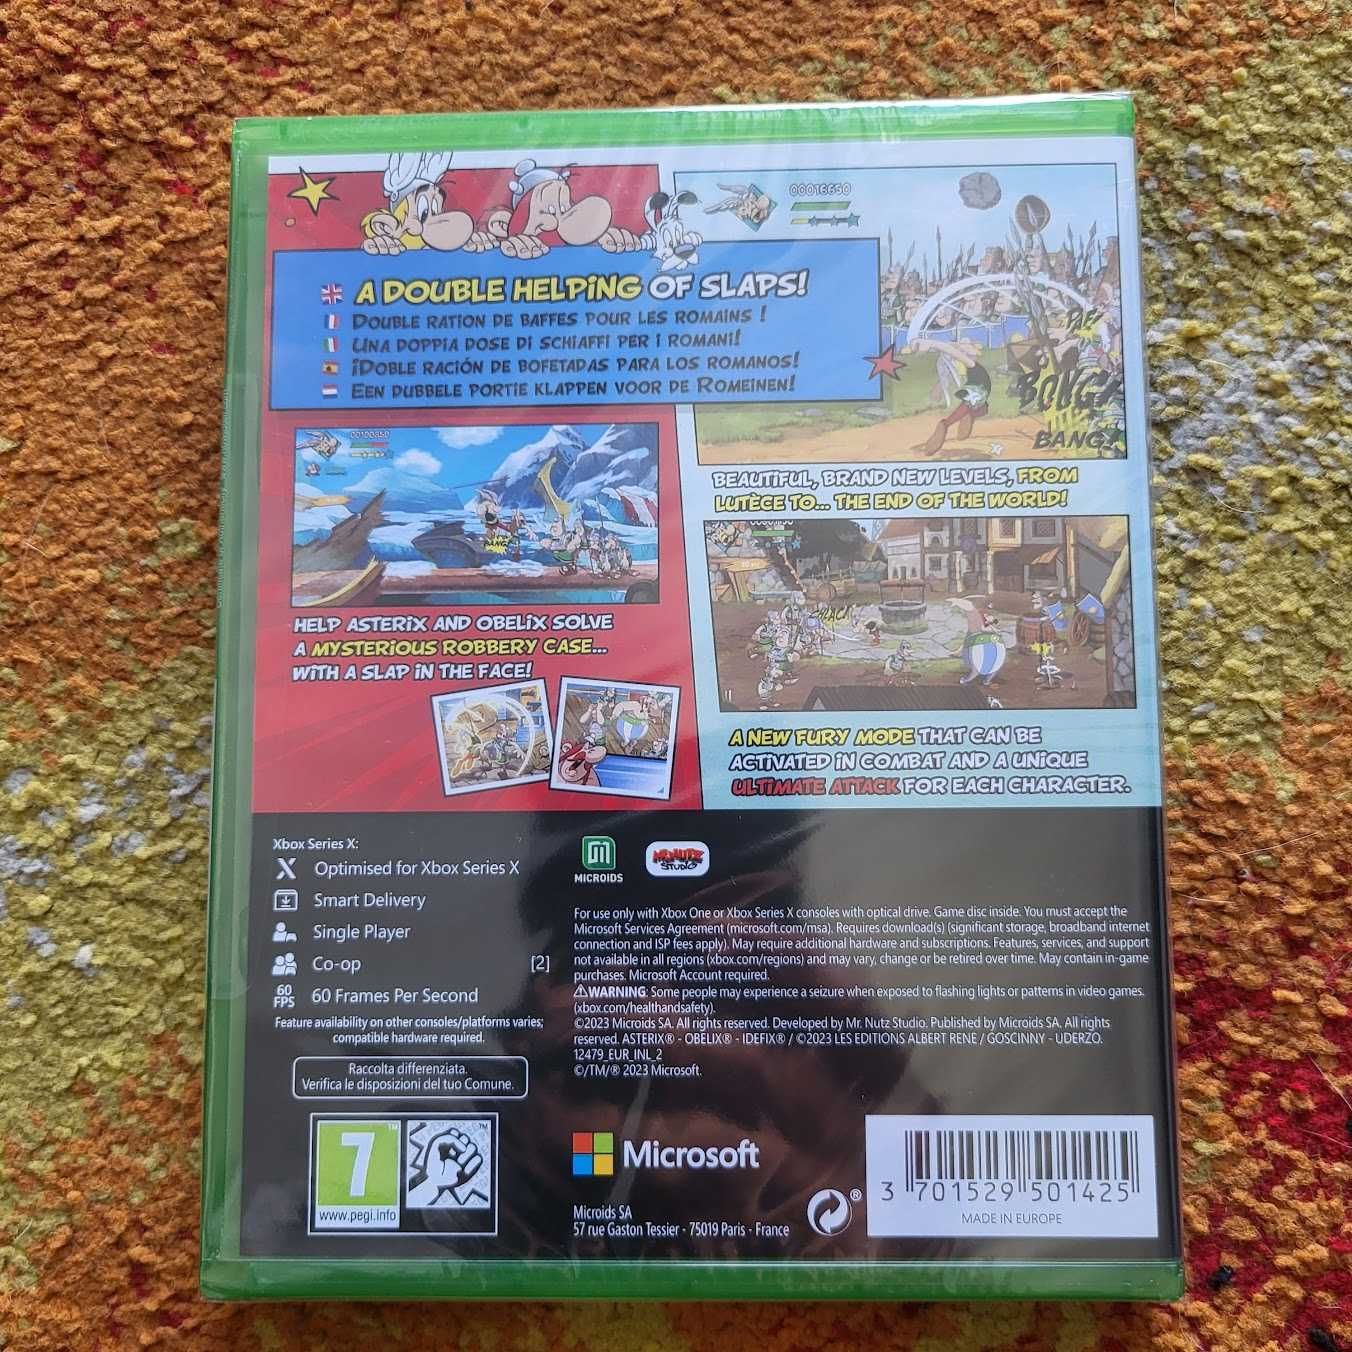 00016650
A DOUBLE HELPING OF SLAPS!
DOUBLE RATION DE BAFFES POUR LES ROMAINS !
UNA DOPPIA DOSE DI SCHIAFFI PER I ROMANI!
¡DOBLE RACIÓN DE BOFETADAS PARA LOS ROMANOS!
EEN DUBBELE PORTIE KLAPPEN VOOR DE ROMEINEN!
PAF!
BONG!
BANG!
BEAUTIFUL, BRAND NEW LEVELS, FROM
LUTÈCE TO... THE END OF THE WORLD!
BANG!
HELP ASTERIX AND OBELIX SOLVE
A MYSTERIOUS ROBBERY CASE...
WITH A SLAP IN THE FACE!
A NEW FURY MODE THAT CAN BE
ACTIVATED IN COMBAT AND A UNIQUE
ULTIMATE ATTACK FOR EACH CHARACTER.
Xbox Series X:
Optimised for Xbox Series X
Smart Delivery
Single Player
Co-op [2]
60 FPS 60 Frames Per Second
Feature availability on other consoles/platforms varies;
compatible hardware required.
Raccolta differenziata.
Verifica le disposizioni del tuo Comune.
7
www.pegi.info
MICROIDS
MR NUTZ
STUDIO
For use only with Xbox One or Xbox Series X consoles with optical drive. Game disc inside. You must accept the
Microsoft Services Agreement (microsoft.com/msa). Requires download(s) (significant storage, broadband internet
connection and ISP fees apply). May require additional hardware and subscriptions. Features, services, and support
not available in all regions (xbox.com/regions) and may vary, change or be retired over time. May contain in-game
purchases. Microsoft Account required.
⚠WARNING: Some people may experience a seizure when exposed to flashing lights or patterns in video games.
(xbox.com/healthandsafety).
©2023 Microids SA. All rights reserved. Developed by Mr. Nutz Studio. Published by Microids SA. All rights
reserved. ASTERIX® - OBELIX® - IDEFIX® / ©2023 LES EDITIONS ALBERT RENE / GOSCINNY - UDERZO.
12479_EUR_INL_2
©/TM/® 2023 Microsoft.
Microsoft
Microids SA
57 rue Gaston Tessier - 75019 Paris - France
3 701529 501425
MADE IN EUROPE